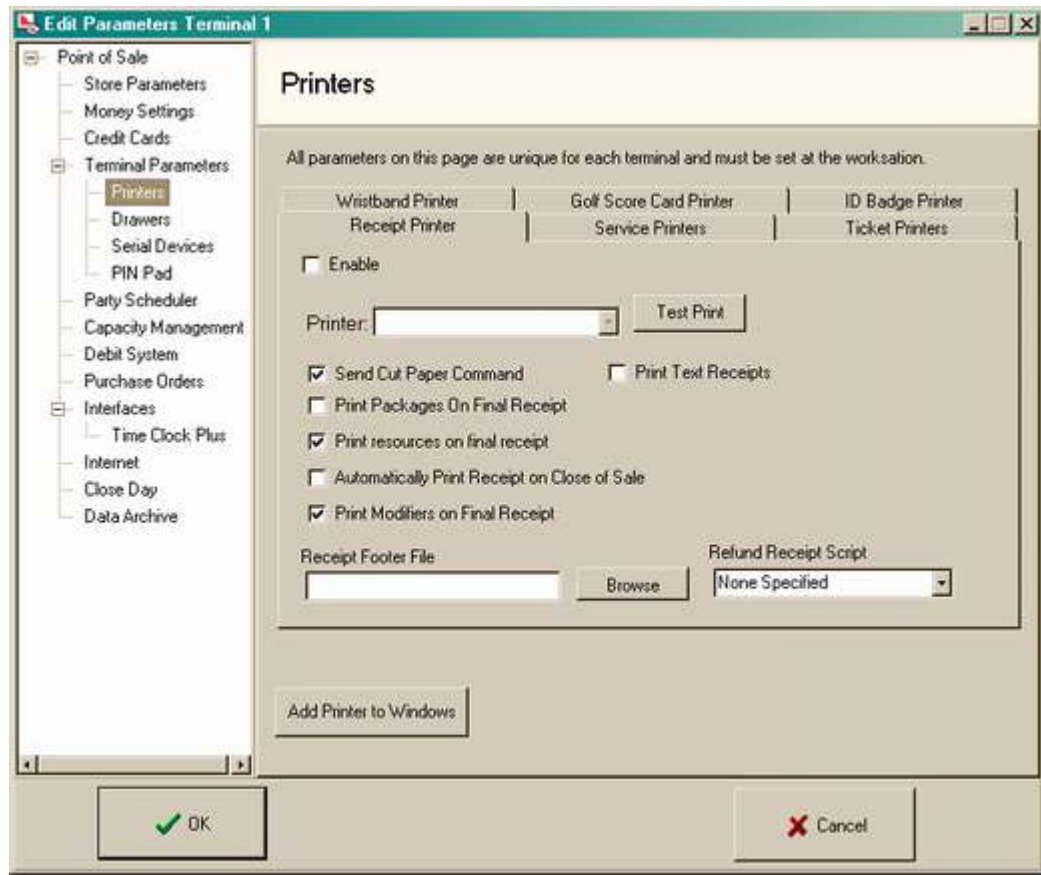 Edit Parameters Terminal 1
Point of Sale
Store Parameters
Money Settings
Credit Cards
Terminal Parameters
Printers
Drawers
Serial Devices
PIN Pad
Party Scheduler
Capacity Management
Debit System
Purchase Orders
Interfaces
Time Clock Plus
Internet
Close Day
Data Archive
Printers
All parameters on this page are unique for each terminal and must be set at the worksation.
Wristband Printer Golf Score Card Printer ID Badge Printer
Receipt Printer Service Printers Ticket Printers
Enable
Printer: Test Print
Send Cut Paper Command Print Text Receipts
Print Packages On Final Receipt
Print resources on final receipt
Automatically Print Receipt on Close of Sale
Print Modifiers on Final Receipt
Receipt Footer File Refund Receipt Script
Browse None Specified
Add Printer to Windows
OK Cancel